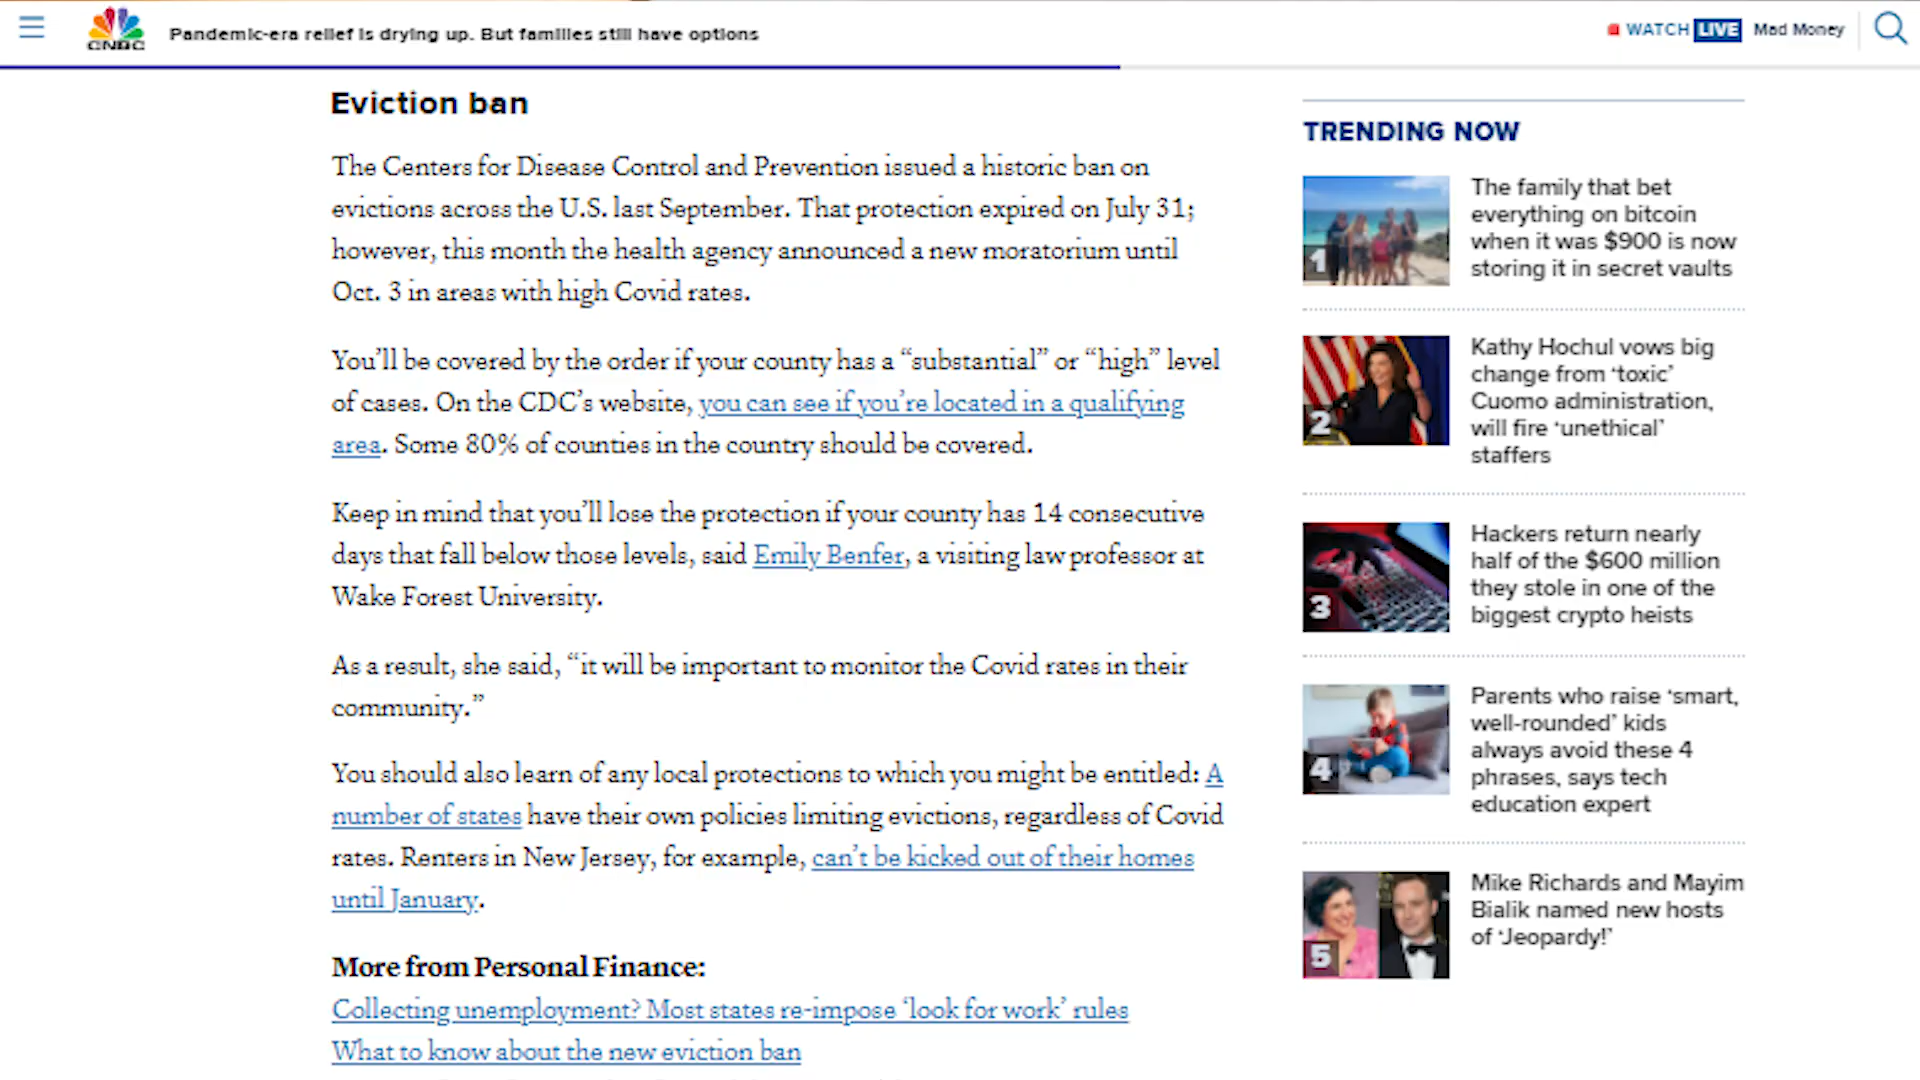 CNBC
Pandemic-era relief is drying up. But families still have options
WATCH LIVE Mad Money
Eviction ban
The Centers for Disease Control and Prevention issued a historic ban on
evictions across the U.S. last September. That protection expired on July 31;
however, this month the health agency announced a new moratorium until
Oct. 3 in areas with high Covid rates.
You’ll be covered by the order if your county has a “substantial” or “high” level
of cases. On the CDC’s website, you can see if you’re located in a qualifying
area. Some 80% of counties in the country should be covered.
Keep in mind that you’ll lose the protection if your county has 14 consecutive
days that fall below those levels, said Emily Benfer, a visiting law professor at
Wake Forest University.
As a result, she said, “it will be important to monitor the Covid rates in their
community.”
You should also learn of any local protections to which you might be entitled: A
number of states have their own policies limiting evictions, regardless of Covid
rates. Renters in New Jersey, for example, can’t be kicked out of their homes
until January.
More from Personal Finance:
Collecting unemployment? Most states re-impose ‘look for work’ rules
What to know about the new eviction ban
TRENDING NOW
1
The family that bet
everything on bitcoin
when it was $900 is now
storing it in secret vaults
2
Kathy Hochul vows big
change from ‘toxic’
Cuomo administration,
will fire ‘unethical’
staffers
3
Hackers return nearly
half of the $600 million
they stole in one of the
biggest crypto heists
4
Parents who raise ‘smart,
well-rounded’ kids
always avoid these 4
phrases, says tech
education expert
5
Mike Richards and Mayim
Bialik named new hosts
of ‘Jeopardy!’